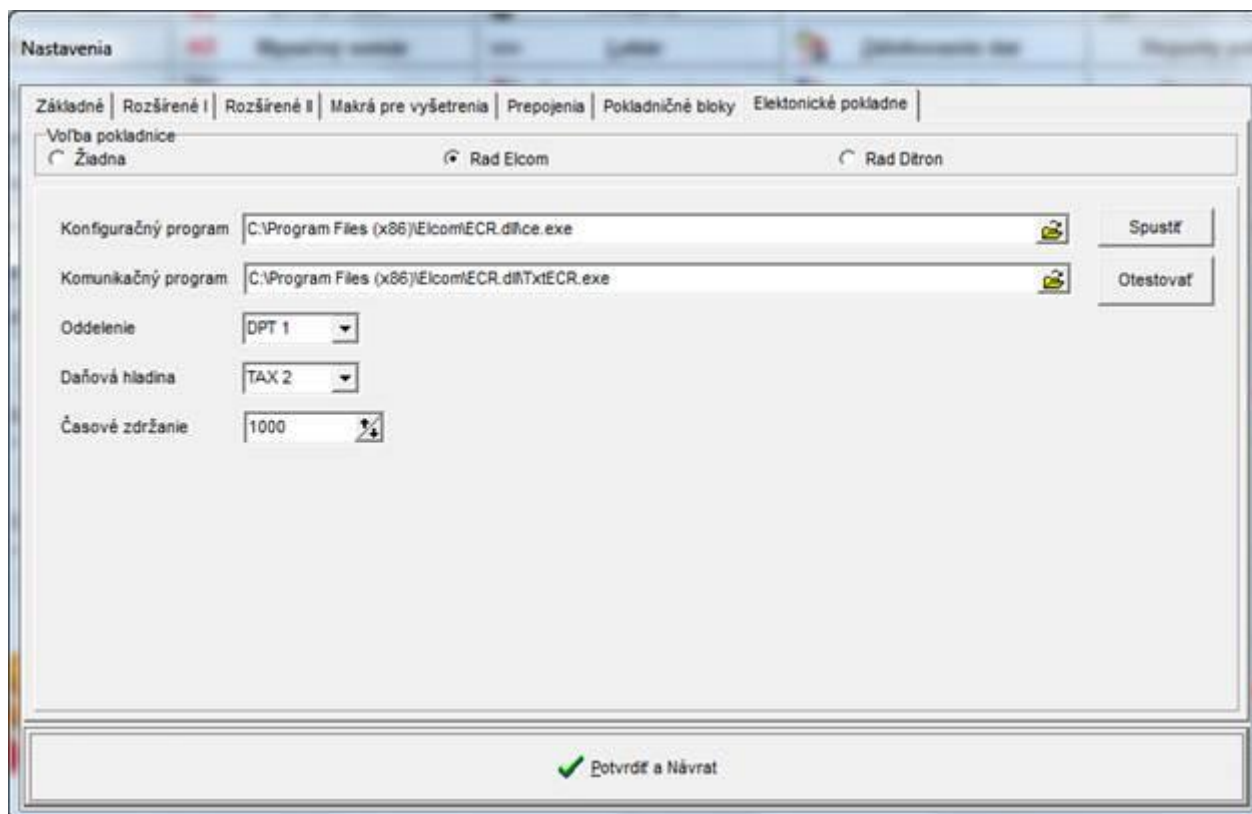 Nastavenia
Základné Rozšírené I Rozšírené II Makrá pre vyšetrenia Prepojenia Pokladničné bloky Elektonické pokladne
Voľba pokladnice
Žiadna Rad Elcom Rad Ditron
Konfiguračný program C:\Program Files (x86)\Elcom\ECR.dll\ce.exe Spustiť
Komunikačný program C:\Program Files (x86)\Elcom\ECR.dll\TxtECR.exe Otestovať
Oddelenie DPT 1
Daňová hladina TAX 2
Časové zdržanie 1000
Potvrdiť a Návrat